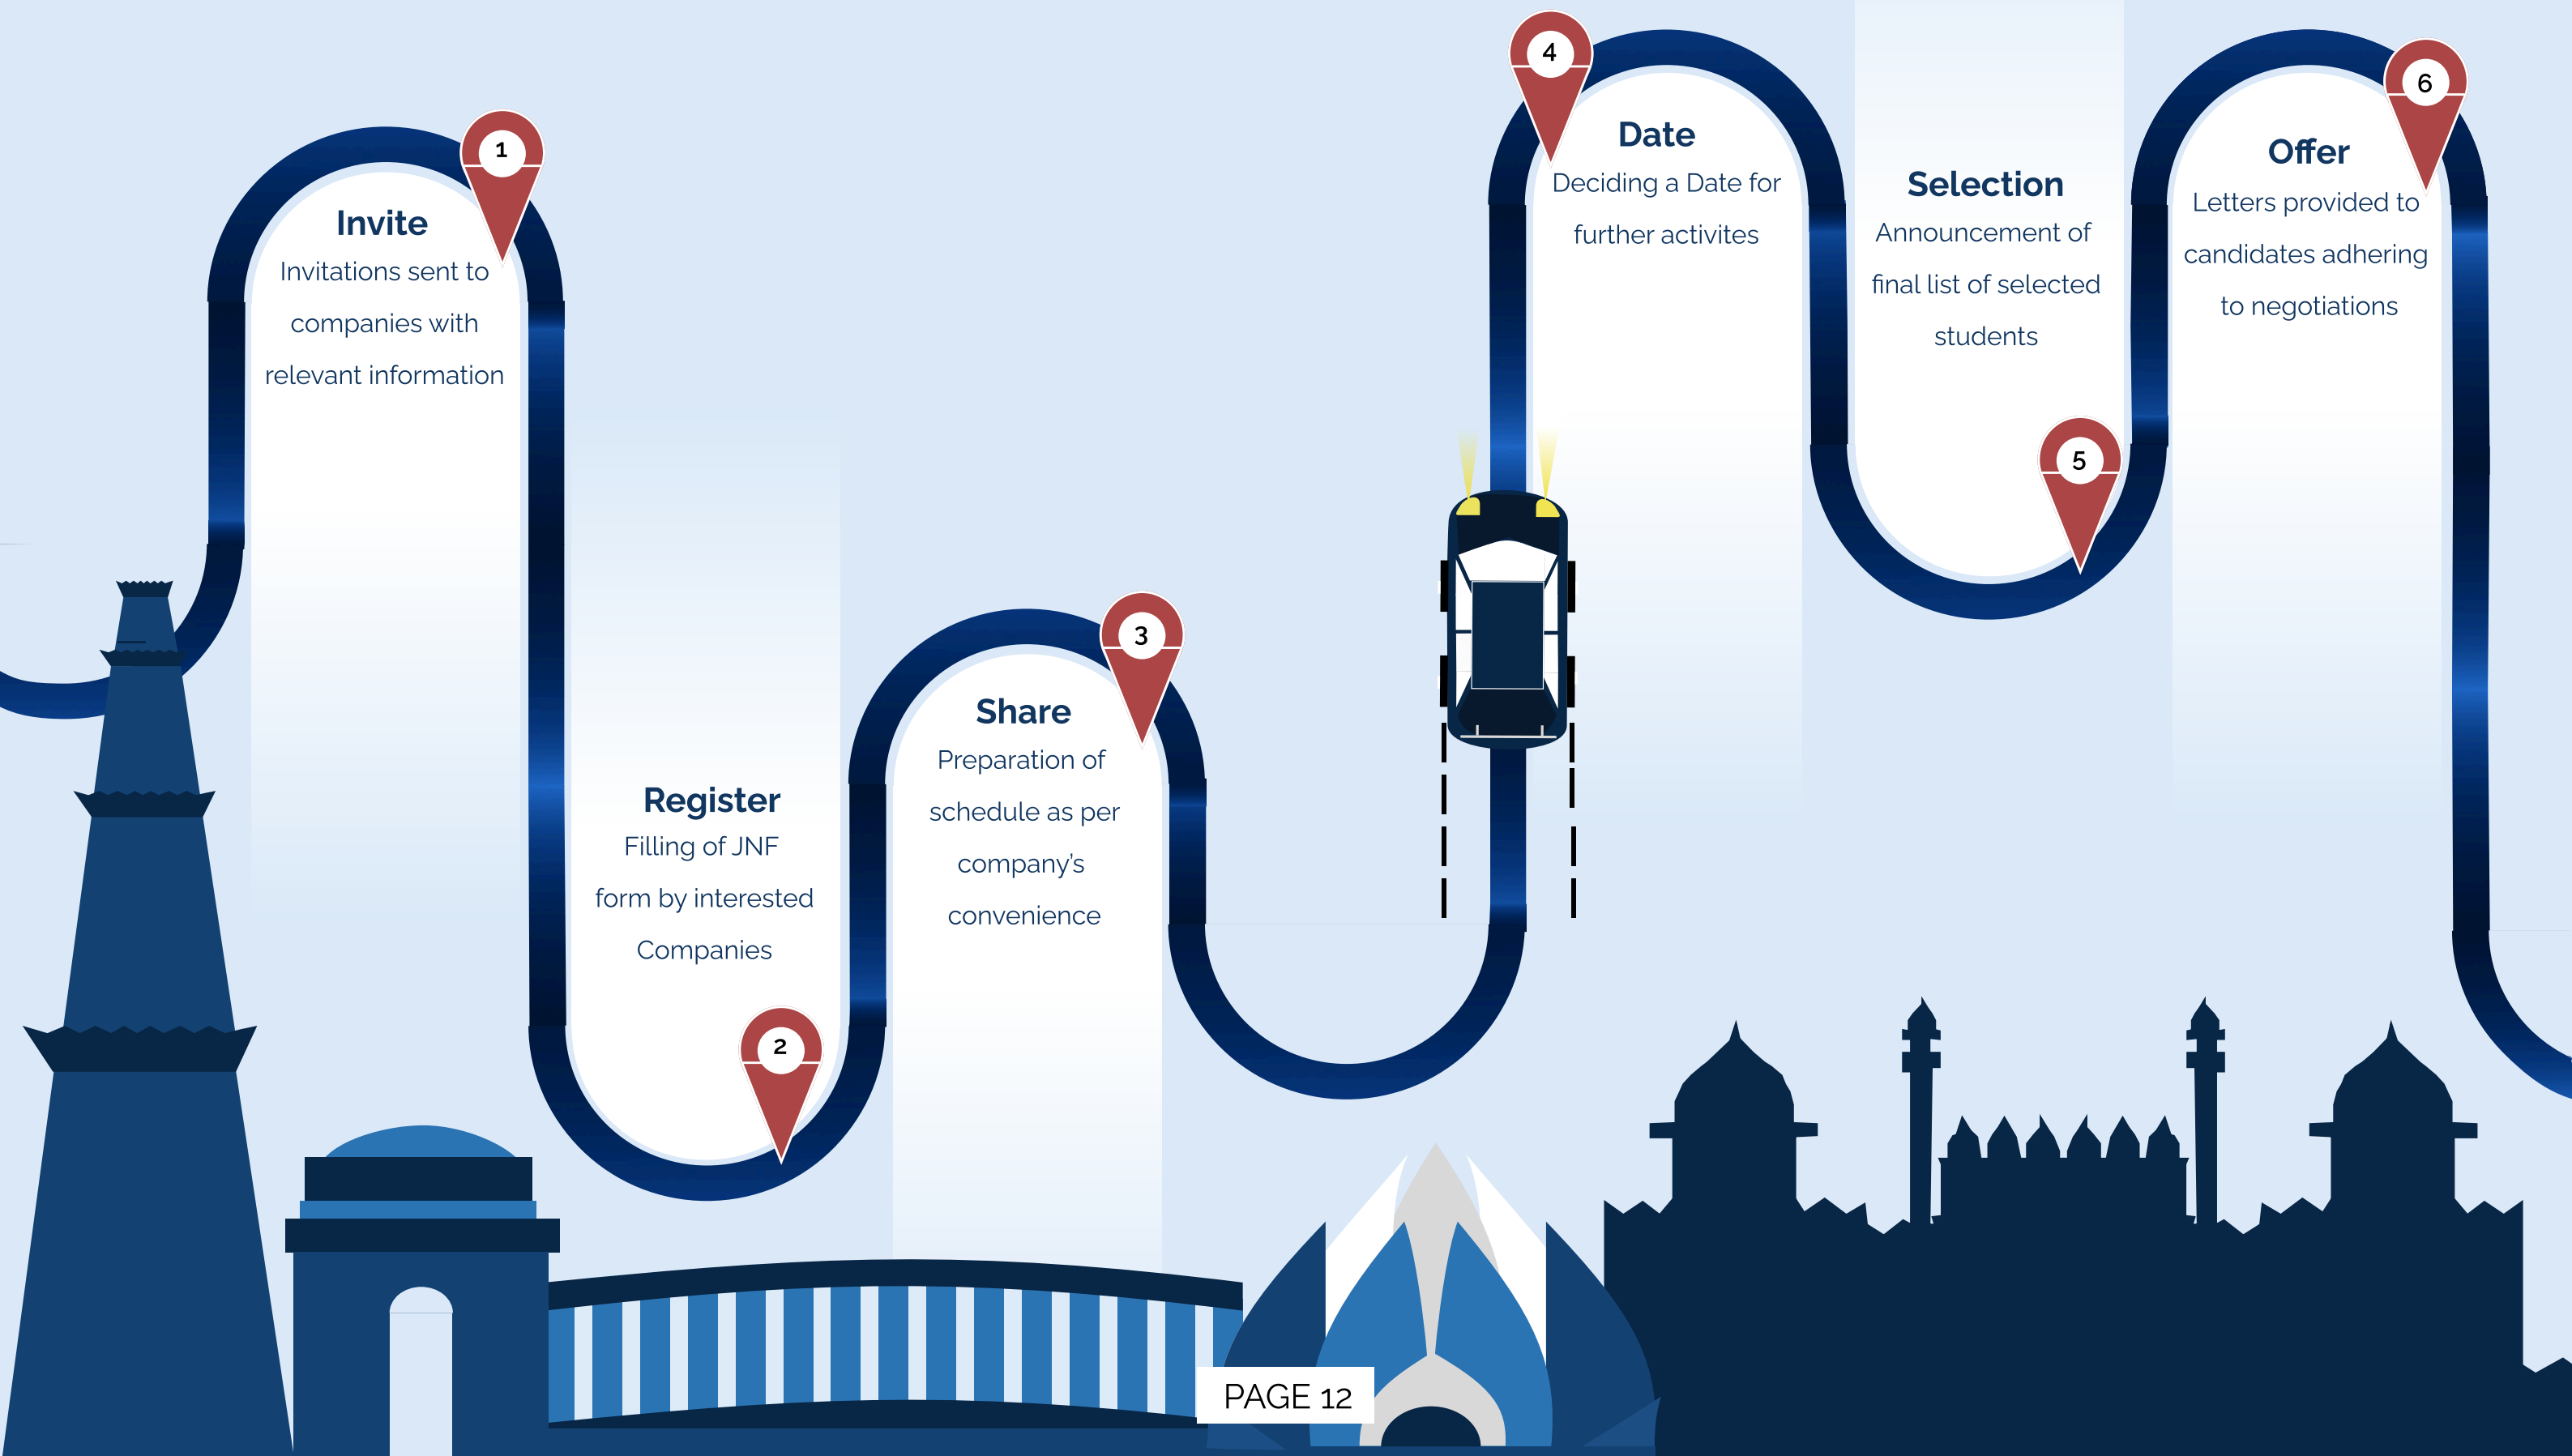 1
Invite
Invitations sent to
companies with
relevant information
Register
Filling of JNF
form by interested
Companies
2
3
Share
Preparation of
schedule as per
company’s
convenience
4
Date
Deciding a Date for
further activites
Selection
Announcement of
final list of selected
students
5
6
Offer
Letters provided to
candidates adhering
to negotiations
PAGE 12